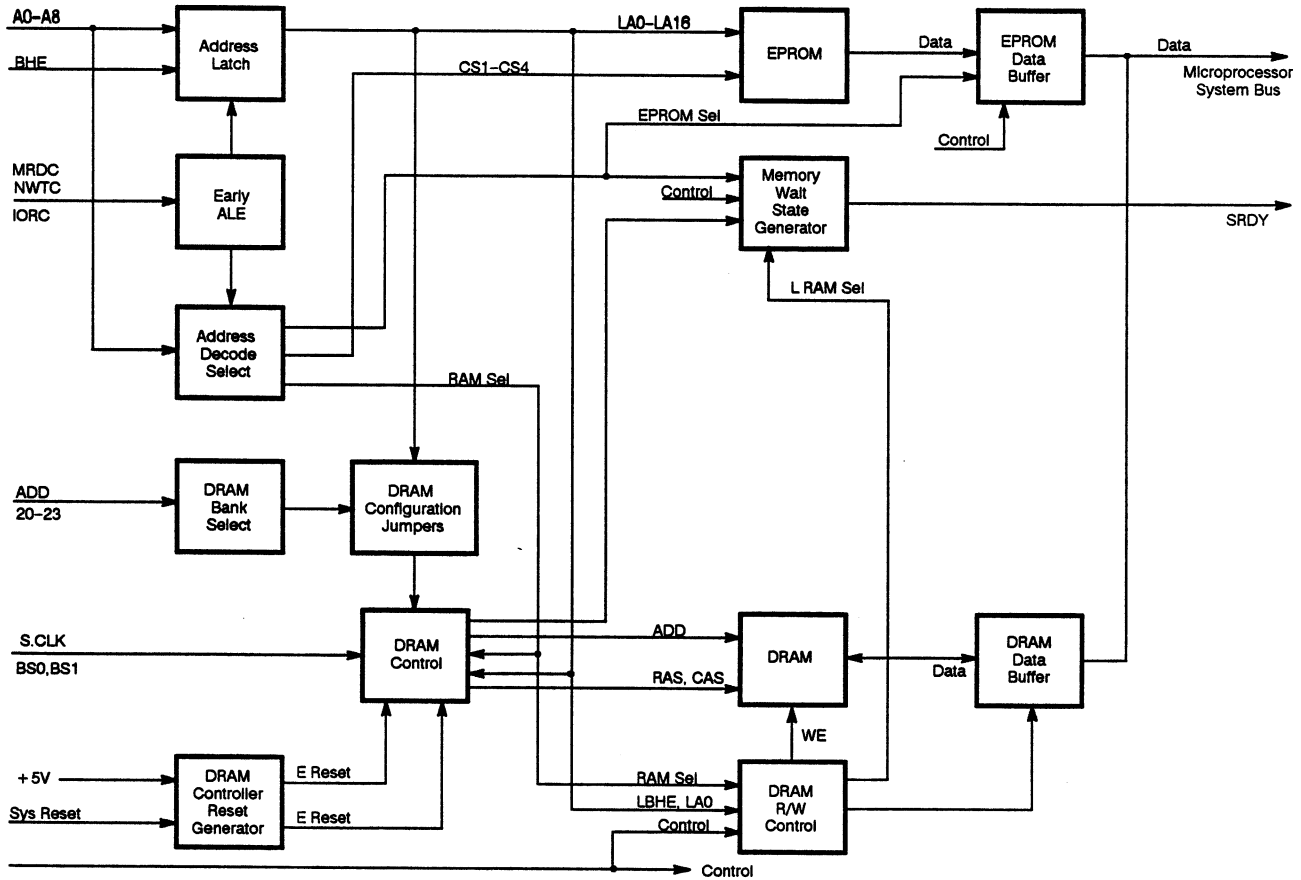 A0-A8
BHE
Address
Latch
LA0-LA16
CS1-CS4
EPROM
Data
EPROM
Data
Buffer
Data
Microprocessor
System Bus
EPROM Sel
Control
MRDC
NWTC
IORC
Early
ALE
Control
Memory
Wait
State
Generator
SRDY
L RAM Sel
Address
Decode
Select
RAM Sel
ADD
20-23
DRAM
Bank
Select
DRAM
Configuration
Jumpers
S.CLK
BS0,BS1
DRAM
Control
ADD
RAS, CAS
DRAM
Data
DRAM
Data
Buffer
WE
+5V
Sys Reset
DRAM
Controller
Reset
Generator
E Reset
E Reset
RAM Sel
LBHE, LA0
Control
DRAM
R/W
Control
Control